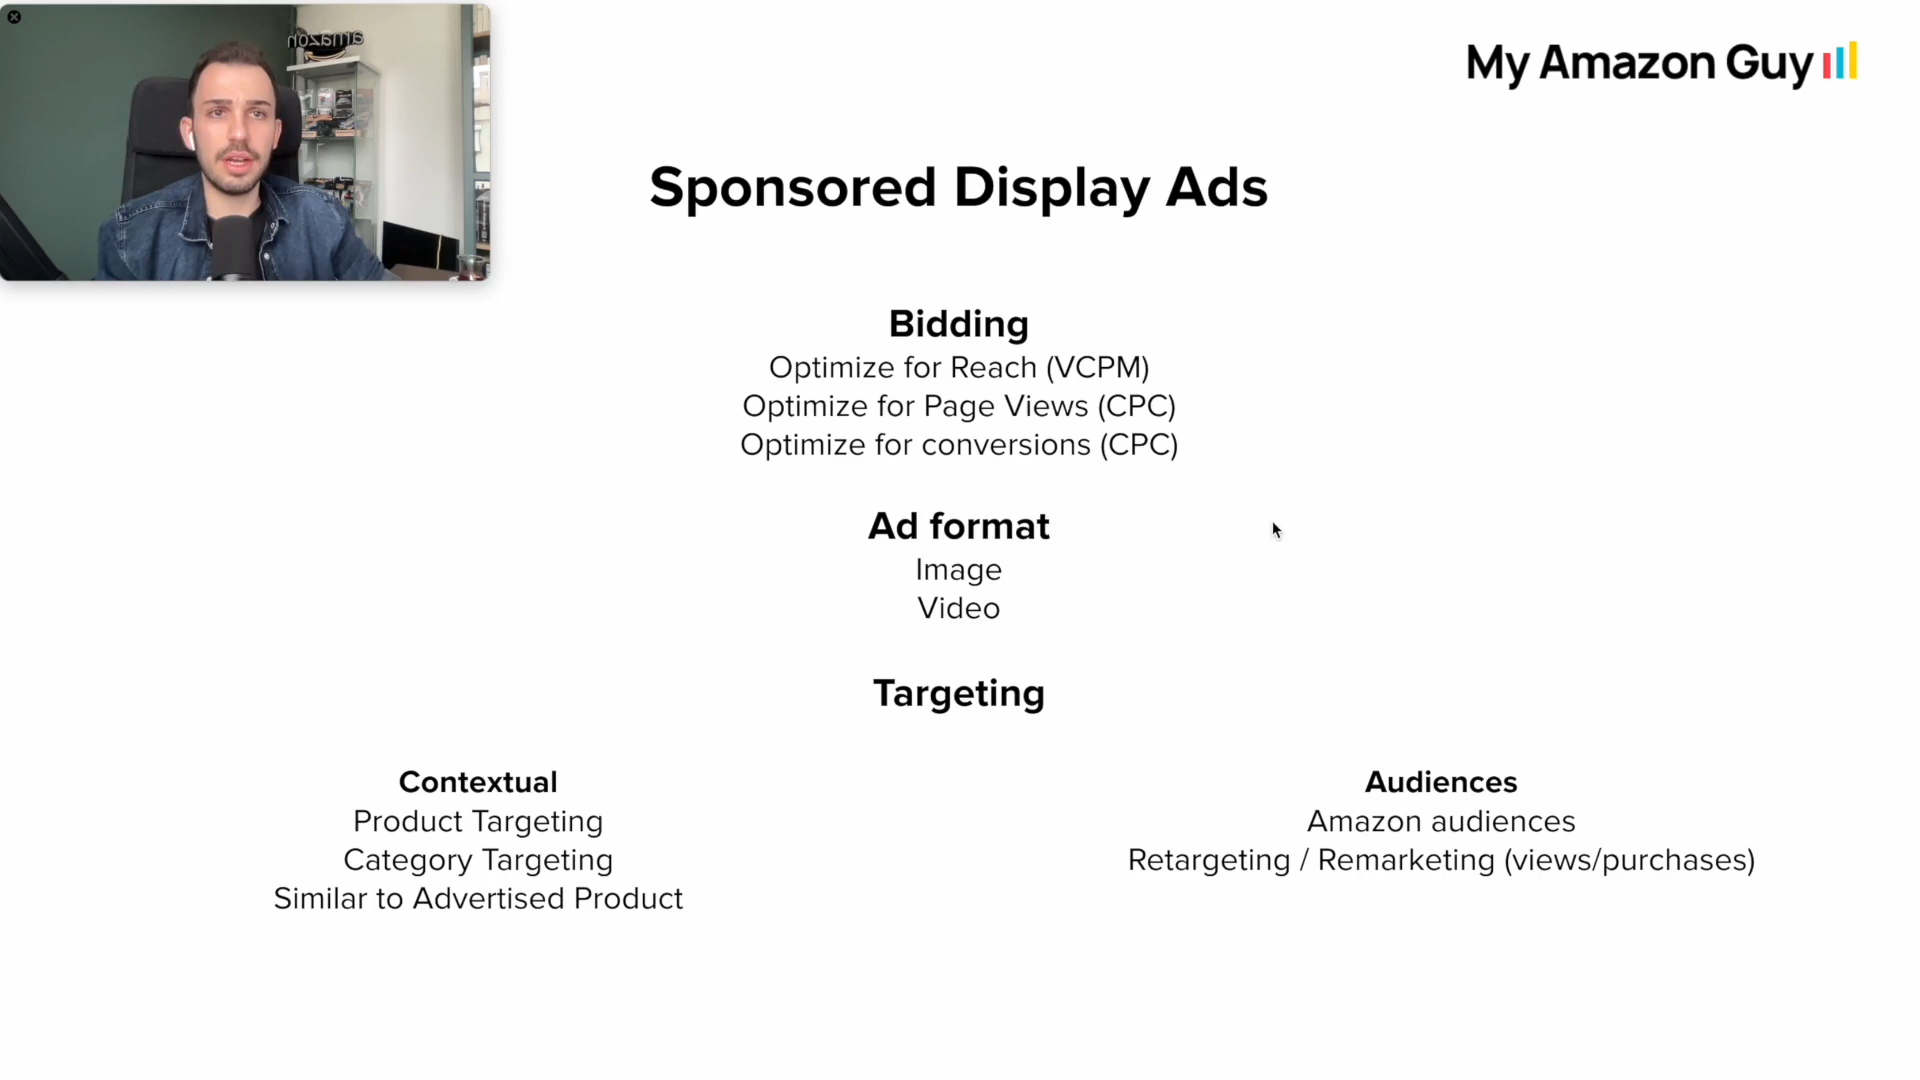 amazon
My Amazon Guy
Sponsored Display Ads
Bidding
Optimize for Reach (VCPM)
Optimize for Page Views (CPC)
Optimize for conversions (CPC)
Ad format
Image
Video
Targeting
Contextual
Product Targeting
Category Targeting
Similar to Advertised Product
Audiences
Amazon audiences
Retargeting / Remarketing (views/purchases)